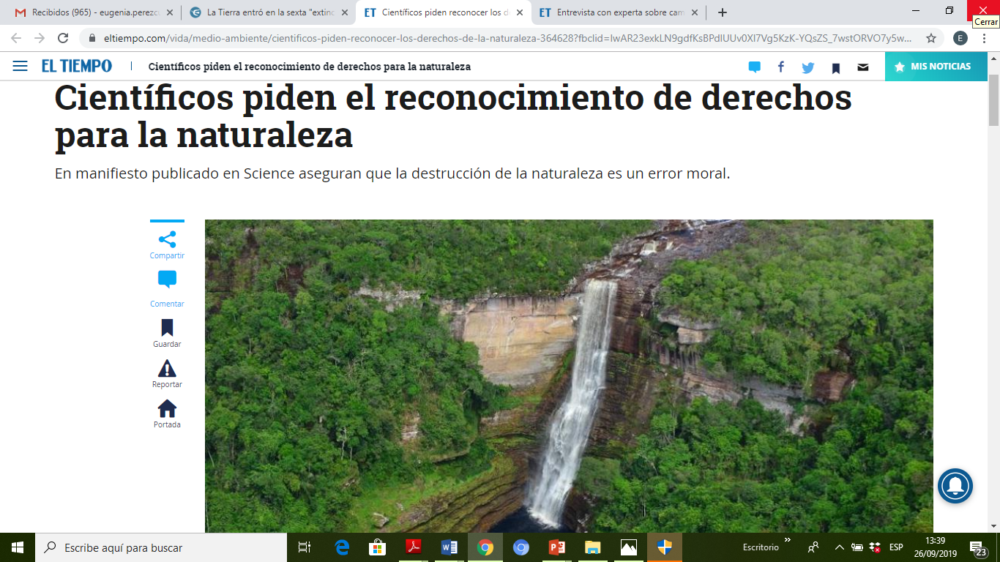 Recibidos (965) - eugenia.perezc
La Tierra entró en la sexta "extinc
ET Científicos piden reconocer los d
ET Entrevista con experta sobre cam
Cerrar
eltiempo.com/vida/medio-ambiente/cientificos-piden-reconocer-los-derechos-de-la-naturaleza-364628?fbclid=IwAR23exkLN9gdfKsBPdIUUv0XI7Vg5KzK-YQsZS_7wstORVO7y5w...
E
EL TIEMPO | Científicos piden el reconocimiento de derechos para la naturaleza
MIS NOTICIAS
Científicos piden el reconocimiento de derechos
para la naturaleza
En manifiesto publicado en Science aseguran que la destrucción de la naturaleza es un error moral.
Compartir
Comentar
Guardar
Reportar
Portada
Escribe aquí para buscar
Escritorio
ESP
13:39
26/09/2019
23